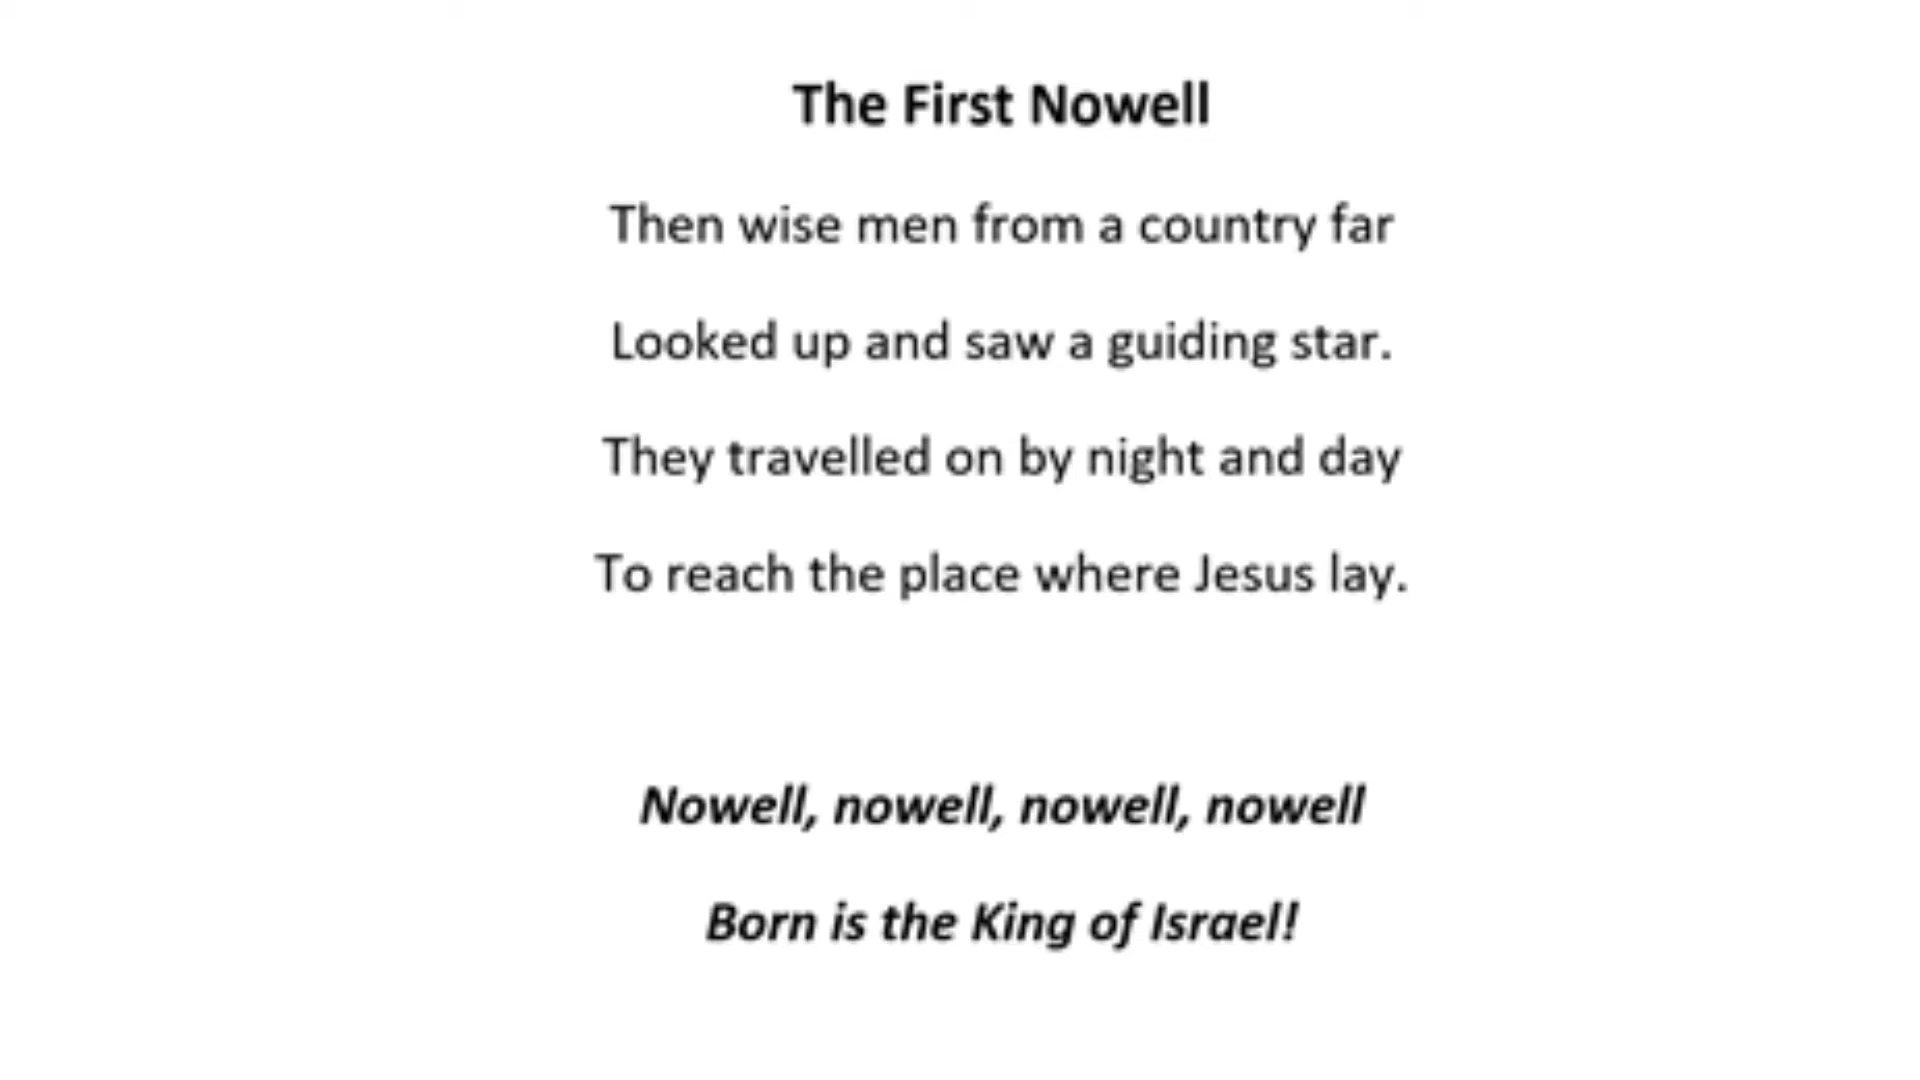 The First Nowell
Then wise men from a country far
Looked up and saw a guiding star.
They travelled on by night and day
To reach the place where Jesus lay.
Nowell, nowell, nowell, nowell
Born is the King of Israel!